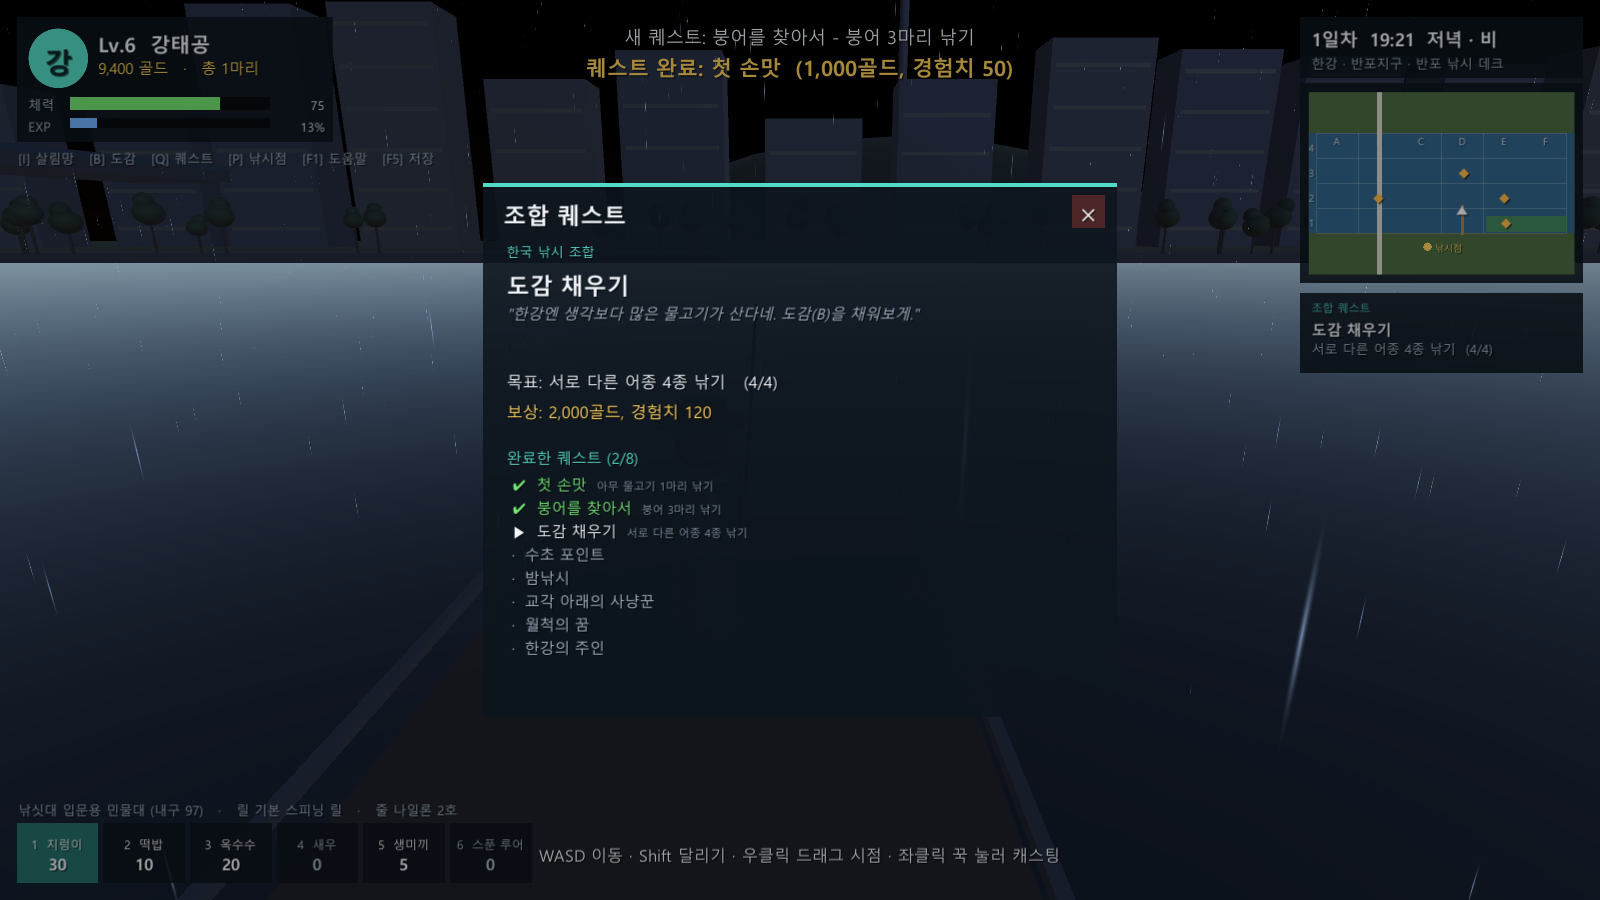 강
Lv.6 강태공
9,400 골드 · 총 1마리
체력 75
EXP 13%
[I] 살림망 [B] 도감 [Q] 퀘스트 [P] 낚시점 [F1] 도움말 [F5] 저장
새 퀘스트: 붕어를 찾아서 - 붕어 3마리 낚기
퀘스트 완료: 첫 손맛 (1,000골드, 경험치 50)
1일차 19:21 저녁 · 비
한강 · 반포지구 · 반포 낚시 데크
A C D E F
4
3
2
1
낚시점
조합 퀘스트
도감 채우기
서로 다른 어종 4종 낚기 (4/4)
조합 퀘스트
×
한국 낚시 조합
도감 채우기
"한강엔 생각보다 많은 물고기가 산다네. 도감(B)을 채워보게."
목표: 서로 다른 어종 4종 낚기 (4/4)
보상: 2,000골드, 경험치 120
완료한 퀘스트 (2/8)
✔ 첫 손맛 아무 물고기 1마리 낚기
✔ 붕어를 찾아서 붕어 3마리 낚기
▶ 도감 채우기 서로 다른 어종 4종 낚기
· 수초 포인트
· 밤낚시
· 교각 아래의 사냥꾼
· 월척의 꿈
· 한강의 주인
낚싯대 입문용 민물대 (내구 97) · 릴 기본 스피닝 릴 · 줄 나일론 2호
1 지렁이 2 떡밥 3 옥수수 4 새우 5 생미끼 6 스푼 루어
30 10 20 0 5 0
WASD 이동 · Shift 달리기 · 우클릭 드래그 시점 · 좌클릭 꾹 눌러 캐스팅